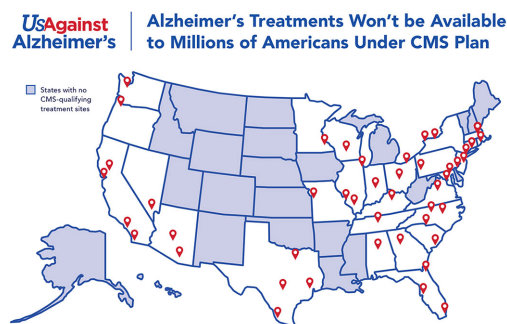 UsAgainst
Alzheimer's
Alzheimer's Treatments Won't be Available
to Millions of Americans Under CMS Plan
States with no
CMS-qualifying
treatment sites